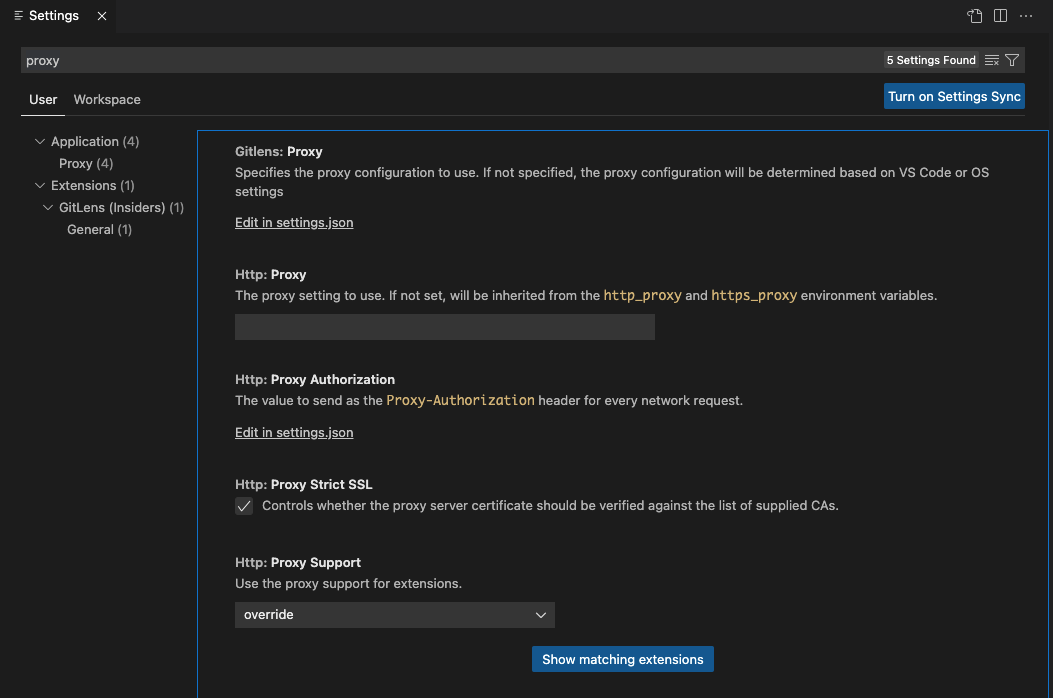 Settings
proxy
5 Settings Found
User Workspace
Turn on Settings Sync
Application (4)
Proxy (4)
Extensions (1)
GitLens (Insiders) (1)
General (1)
Gitlens: Proxy
Specifies the proxy configuration to use. If not specified, the proxy configuration will be determined based on VS Code or OS
settings
Edit in settings.json
Http: Proxy
The proxy setting to use. If not set, will be inherited from the http_proxy and https_proxy environment variables.
Http: Proxy Authorization
The value to send as the Proxy-Authorization header for every network request.
Edit in settings.json
Http: Proxy Strict SSL
Controls whether the proxy server certificate should be verified against the list of supplied CAs.
Http: Proxy Support
Use the proxy support for extensions.
override
Show matching extensions